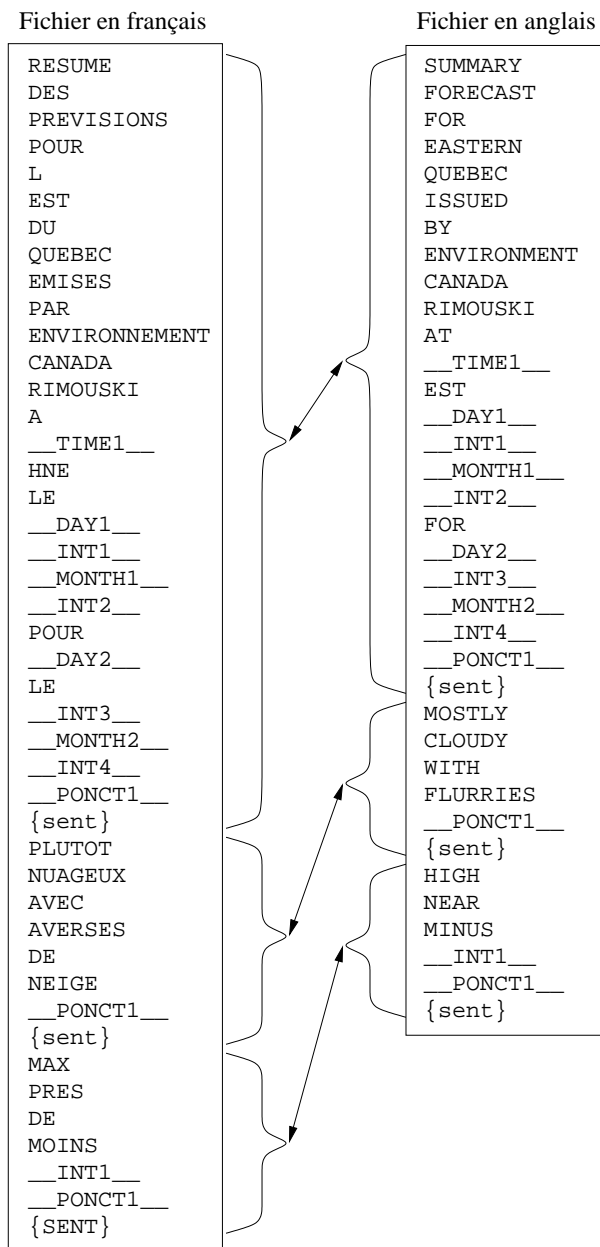 Fichier en français
RESUME
DES
PREVISIONS
POUR
L
EST
DU
QUEBEC
EMISES
PAR
ENVIRONNEMENT
CANADA
RIMOUSKI
A
__TIME1__
HNE
LE
__DAY1__
__INT1__
__MONTH1__
__INT2__
POUR
__DAY2__
LE
__INT3__
__MONTH2__
__INT4__
__PONCT1__
{sent}
PLUTOT
NUAGEUX
AVEC
AVERSES
DE
NEIGE
__PONCT1__
{sent}
MAX
PRES
DE
MOINS
__INT1__
__PONCT1__
{SENT}
Fichier en anglais
SUMMARY
FORECAST
FOR
EASTERN
QUEBEC
ISSUED
BY
ENVIRONMENT
CANADA
RIMOUSKI
AT
__TIME1__
EST
__DAY1__
__INT1__
__MONTH1__
__INT2__
FOR
__DAY2__
__INT3__
__MONTH2__
__INT4__
__PONCT1__
{sent}
MOSTLY
CLOUDY
WITH
FLURRIES
__PONCT1__
{sent}
HIGH
NEAR
MINUS
__INT1__
__PONCT1__
{sent}